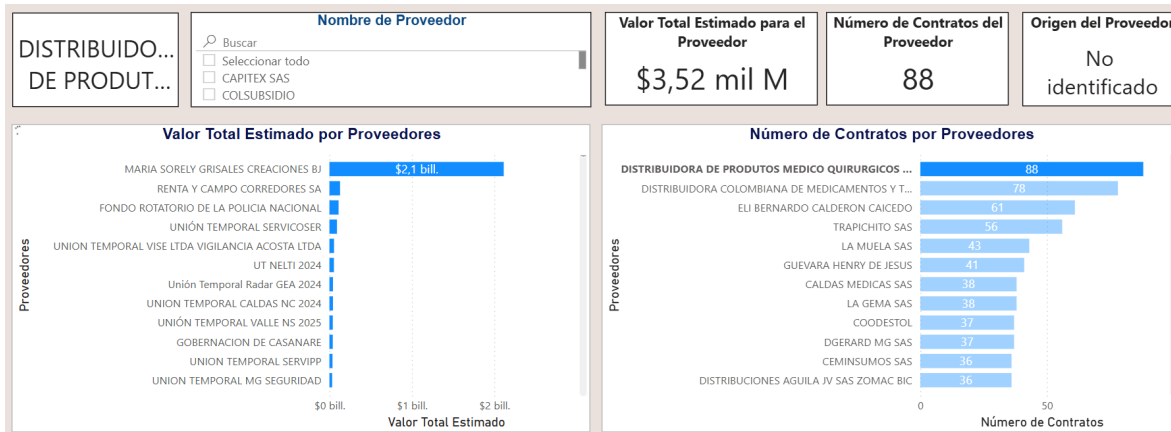 DISTRIBUIDO...
DE PRODUT...
Nombre de Proveedor
Buscar
Seleccionar todo
CAPITEX SAS
COLSUBSIDIO
Valor Total Estimado para el
Proveedor
$3,52 mil M
Número de Contratos del
Proveedor
88
Origen del Proveedor
No
identificado
Valor Total Estimado por Proveedores
Proveedores
MARIA SORELY GRISALES CREACIONES BJ
$2,1 bill.
RENTA Y CAMPO CORREDORES SA
FONDO ROTATORIO DE LA POLICIA NACIONAL
UNIÓN TEMPORAL SERVICOSER
UNION TEMPORAL VISE LTDA VIGILANCIA ACOSTA LTDA
UT NELTI 2024
Unión Temporal Radar GEA 2024
UNION TEMPORAL CALDAS NC 2024
UNIÓN TEMPORAL VALLE NS 2025
GOBERNACION DE CASANARE
UNION TEMPORAL SERVIPP
UNION TEMPORAL MG SEGURIDAD
$0 bill.
$1 bill.
$2 bill.
Valor Total Estimado
Número de Contratos por Proveedores
Proveedores
DISTRIBUIDORA DE PRODUTOS MEDICO QUIRURGICOS ...
88
DISTRIBUIDORA COLOMBIANA DE MEDICAMENTOS Y T...
78
ELI BERNARDO CALDERON CAICEDO
61
TRAPICHITO SAS
56
LA MUELA SAS
43
GUEVARA HENRY DE JESUS
41
CALDAS MEDICAS SAS
38
LA GEMA SAS
38
COODESTOL
37
DGERARD MG SAS
37
CEMINSUMOS SAS
36
DISTRIBUCIONES AGUILA JV SAS ZOMAC BIC
36
0
50
Número de Contratos